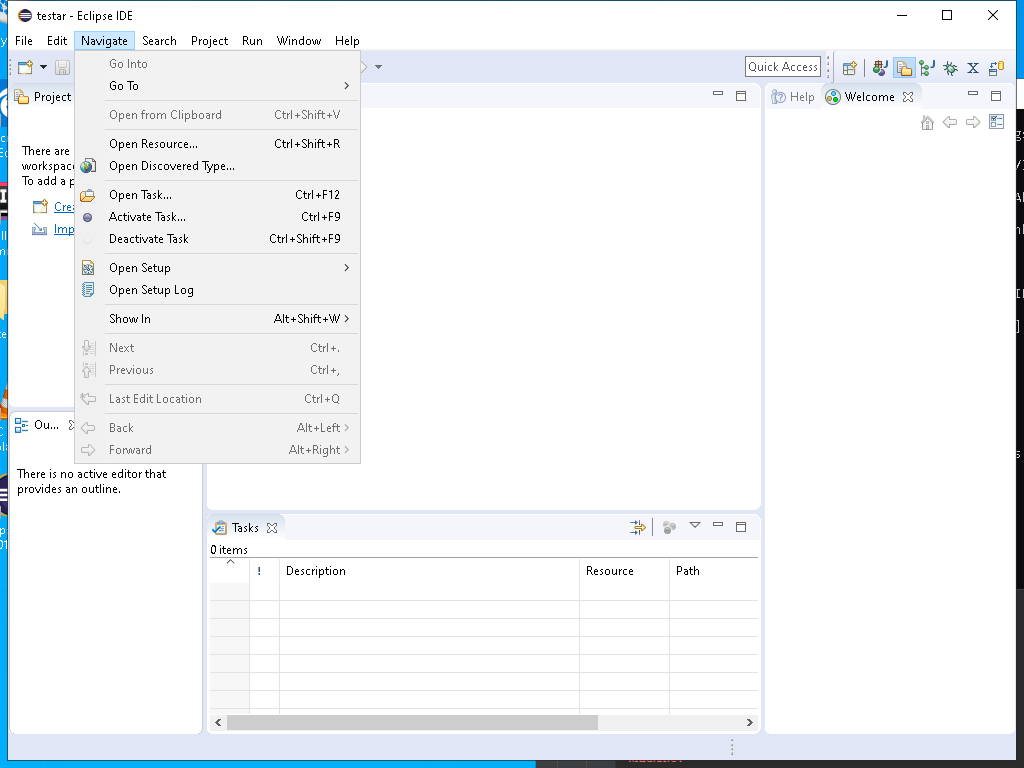 testar - Eclipse IDE
File Edit Navigate Search Project Run Window Help
Quick Access
Project
Help
Welcome
There are
workspac
To add a p
Crea
Imp
Go Into
Go To
Open from Clipboard Ctrl+Shift+V
Open Resource... Ctrl+Shift+R
Open Discovered Type...
Open Task... Ctrl+F12
Activate Task... Ctrl+F9
Deactivate Task Ctrl+Shift+F9
Open Setup
Open Setup Log
Show In Alt+Shift+W
Next Ctrl+.
Previous Ctrl+,
Last Edit Location Ctrl+Q
Back Alt+Left
Forward Alt+Right
Ou...
There is no active editor that
provides an outline.
Tasks
0 items
! Description Resource Path